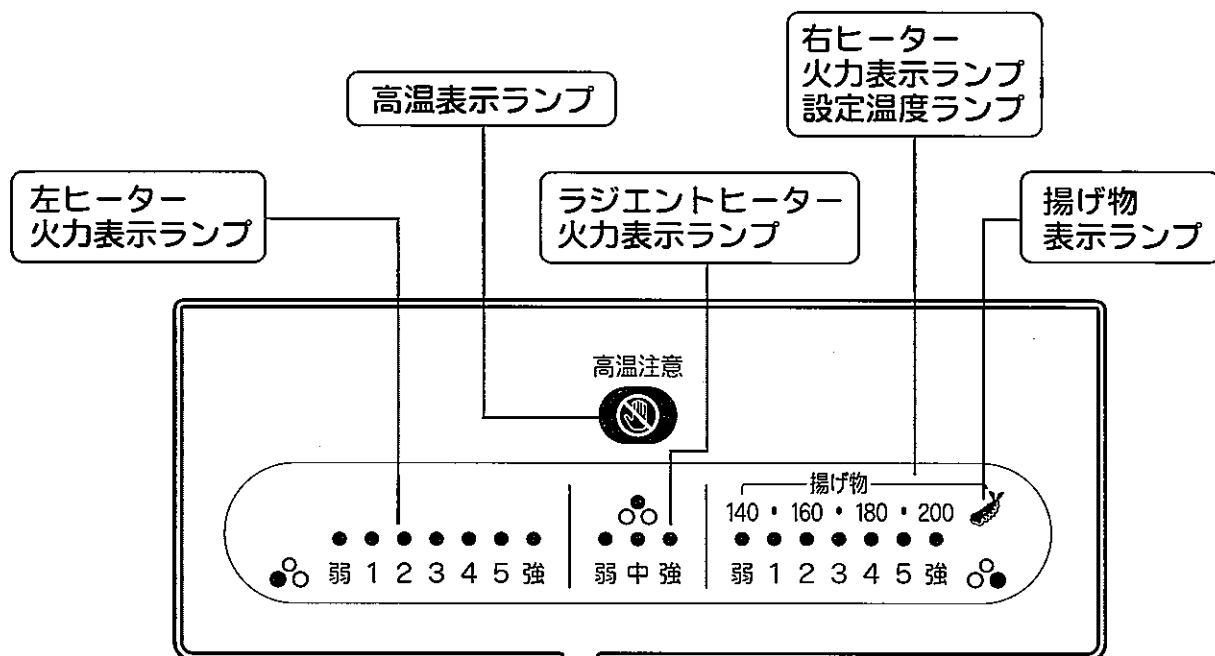 右ヒーター
火力表示ランプ
設定温度ランプ
高温表示ランプ
左ヒーター
火力表示ランプ
ラジエントヒーター
火力表示ランプ
揚げ物
表示ランプ
高温注意
揚げ物
140 ・ 160 ・ 180 ・ 200
弱 1 2 3 4 5 強
弱 中 強
弱 1 2 3 4 5 強